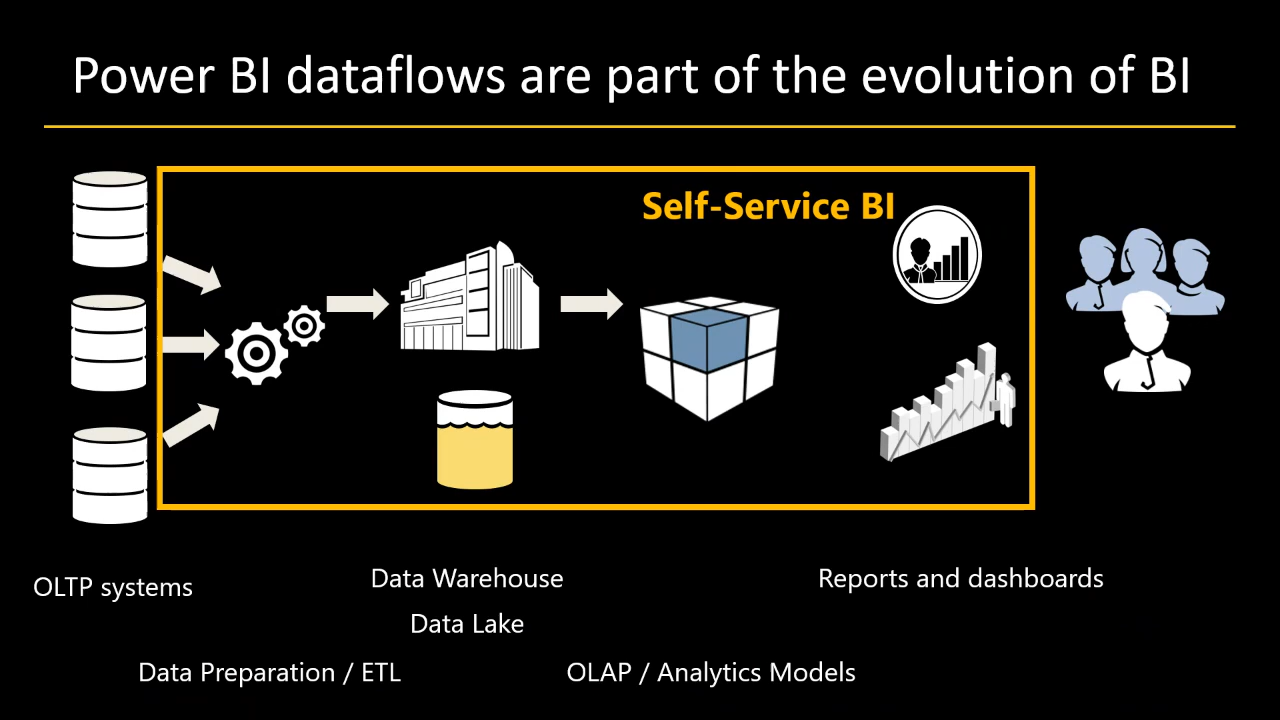 Power BI dataflows are part of the evolution of BI
Self-Service BI
OLTP systems
Data Warehouse
Reports and dashboards
Data Lake
Data Preparation / ETL
OLAP / Analytics Models